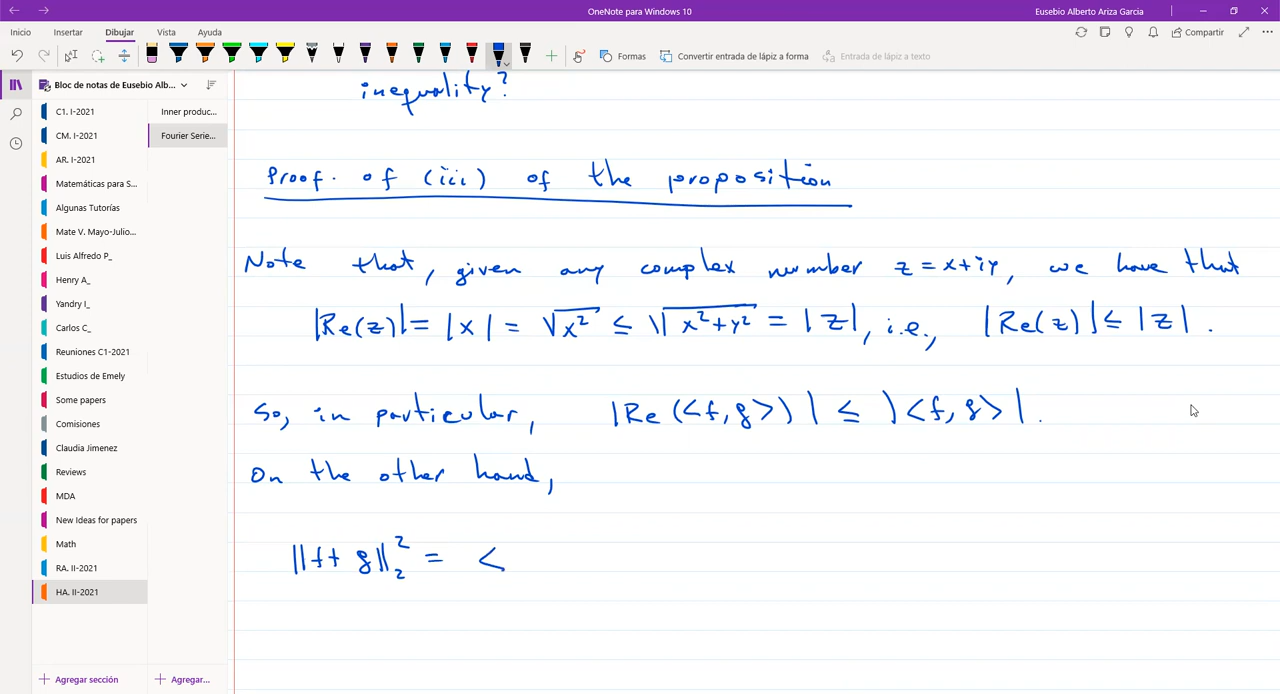 OneNote para Windows 10
Eusebio Alberto Ariza Garcia
Inicio Insertar Dibujar Vista Ayuda
Compartir
Formas Convertir entrada de lápiz a forma Entrada de lápiz a texto
Bloc de notas de Eusebio Alb...
C1. I-2021
CM. I-2021
AR. I-2021
Matemáticas para S...
Algunas Tutorías
Mate V. Mayo-Julio...
Luis Alfredo P_
Henry A_
Yandry I_
Carlos C_
Reuniones C1-2021
Estudios de Emely
Some papers
Comisiones
Claudia Jimenez
Reviews
MDA
New Ideas for papers
Math
RA. II-2021
HA. II-2021
Agregar sección
Inner produc...
Fourier Serie...
Agregar...
inequality?
Proof. of (iii) of the proposition
Note that, given any complex number z = x+iy, we have that
|Re(z)| = |x| = √x² ≤ √x²+y² = |z|, i.e., |Re(z)| ≤ |z|.
So, in particular, |Re(<f,g>)| ≤ |<f,g>|.
On the other hand,
||f+g||₂² = <